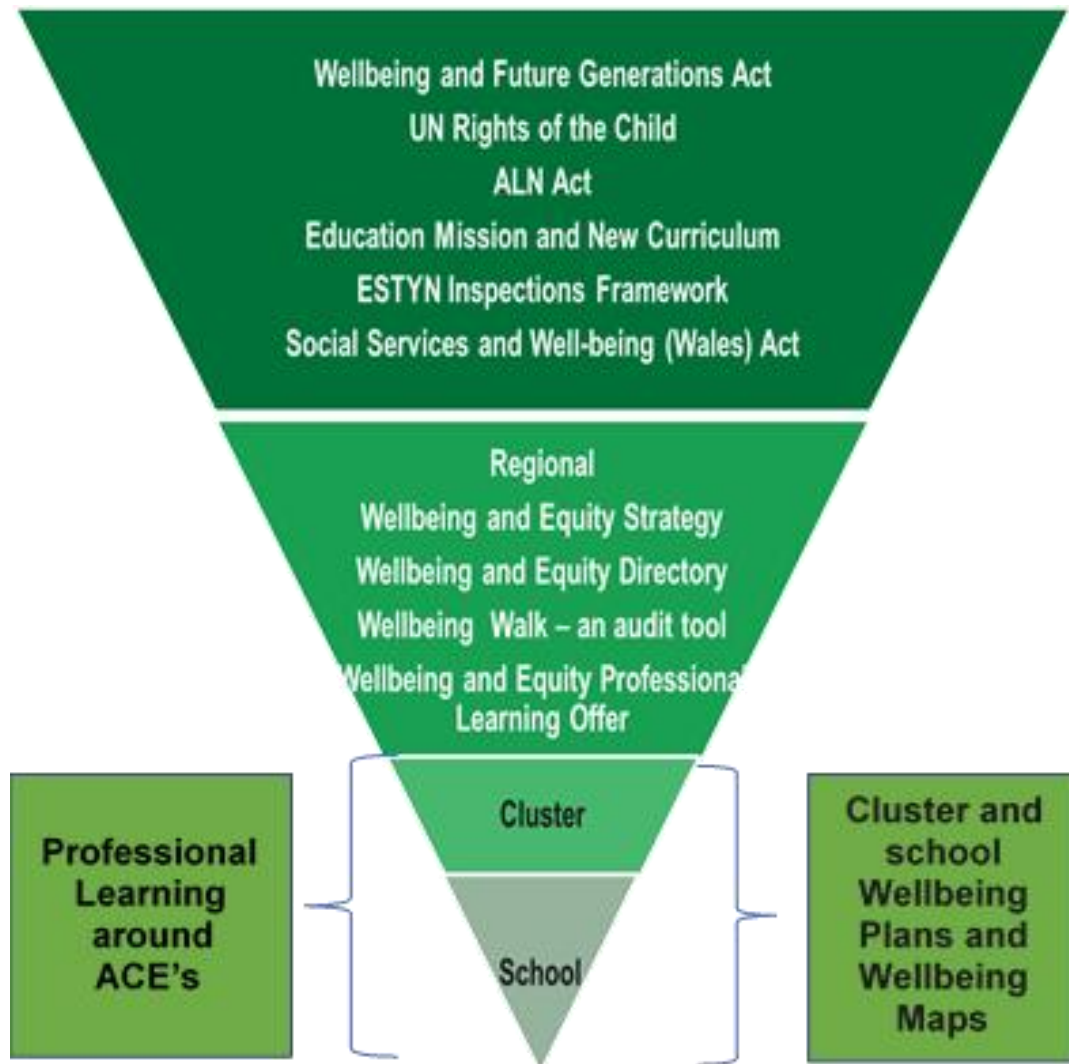 Wellbeing and Future Generations Act
UN Rights of the Child
ALN Act
Education Mission and New Curriculum
ESTYN Inspections Framework
Social Services and Well-being (Wales) Act
Regional
Wellbeing and Equity Strategy
Wellbeing and Equity Directory
Wellbeing Walk – an audit tool
Wellbeing and Equity Professional
Learning Offer
Cluster
School
Professional
Learning
around
ACE's
Cluster and
school
Wellbeing
Plans and
Wellbeing
Maps